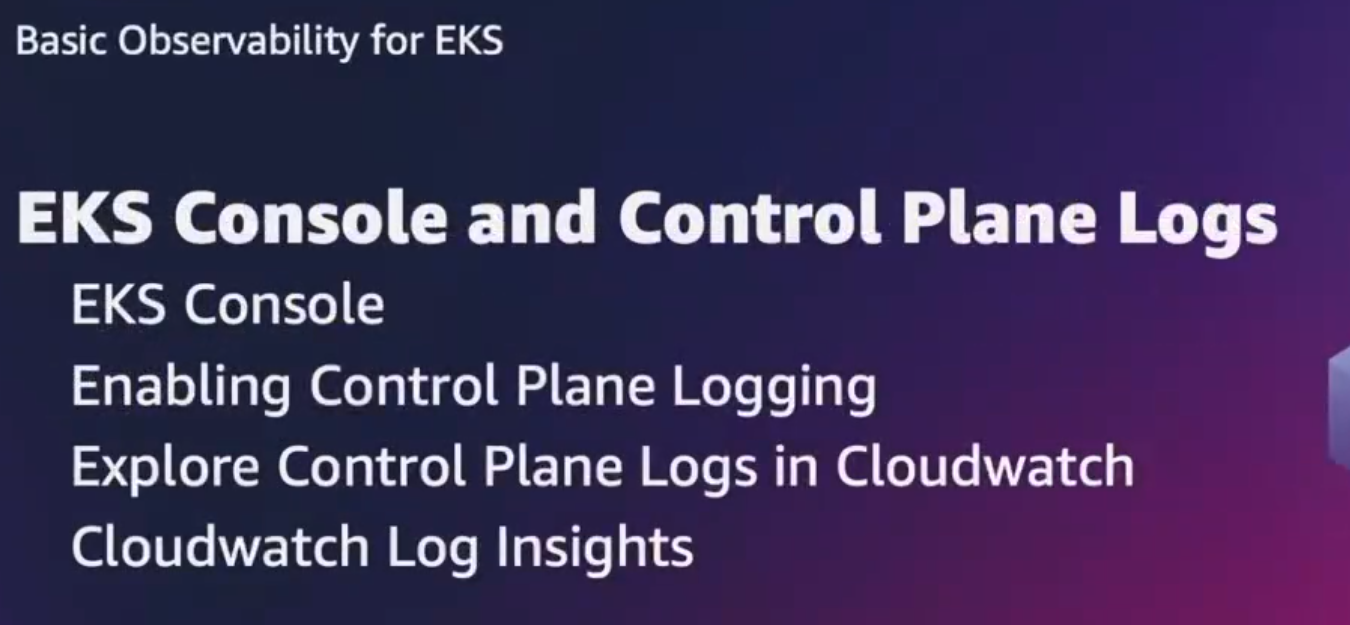 Basic Observability for EKS
EKS Console and Control Plane Logs
EKS Console
Enabling Control Plane Logging
Explore Control Plane Logs in Cloudwatch
Cloudwatch Log Insights